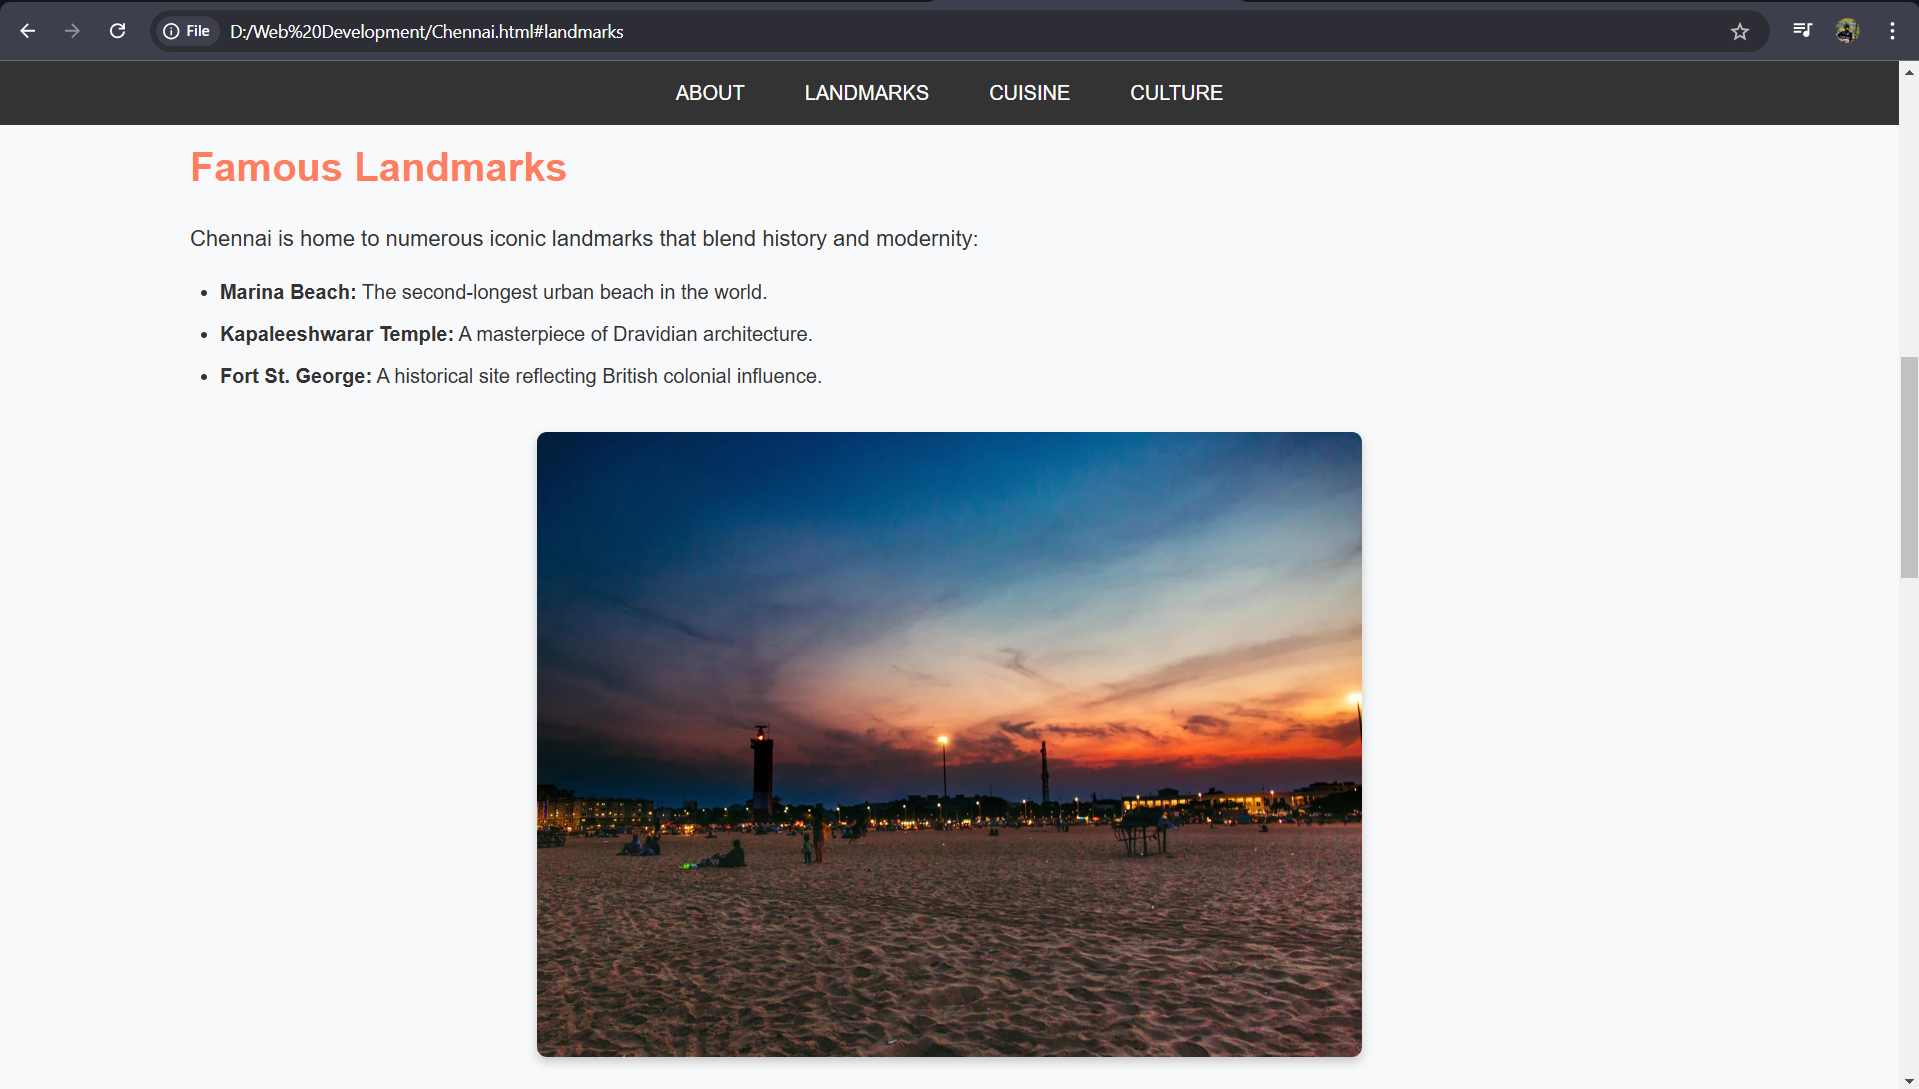 File D:/Web%20Development/Chennai.html#landmarks
ABOUT LANDMARKS CUISINE CULTURE
Famous Landmarks
Chennai is home to numerous iconic landmarks that blend history and modernity:
• Marina Beach: The second-longest urban beach in the world.
• Kapaleeshwarar Temple: A masterpiece of Dravidian architecture.
• Fort St. George: A historical site reflecting British colonial influence.